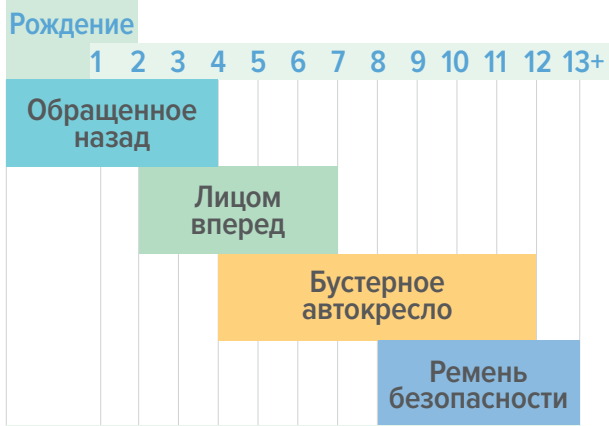 Рождение
1 2 3 4 5 6 7 8 9 10 11 12 13+
Обращенное
назад
Лицом
вперед
Бустерное
автокресло
Ремень
безопасности